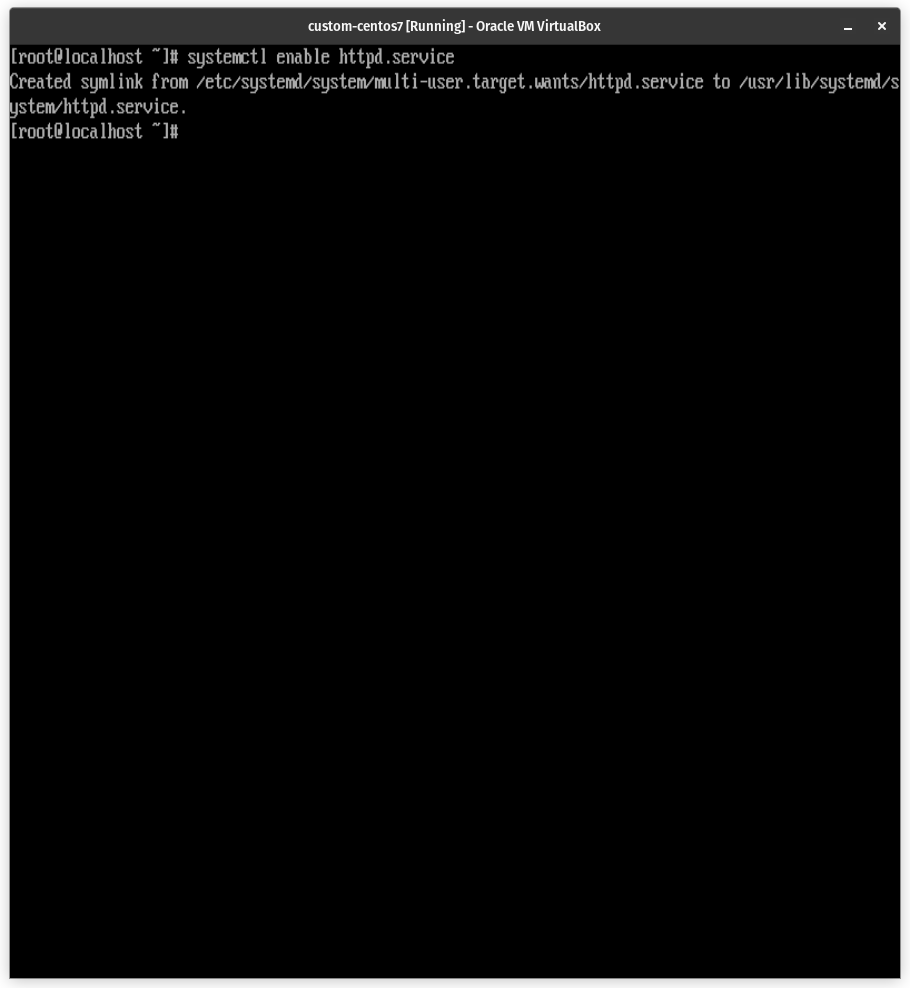 custom-centos7 [Running] - Oracle VM VirtualBox
[root@localhost ~]# systemctl enable httpd.service
Created symlink from /etc/systemd/system/multi-user.target.wants/httpd.service to /usr/lib/systemd/s
ystem/httpd.service.
[root@localhost ~]#